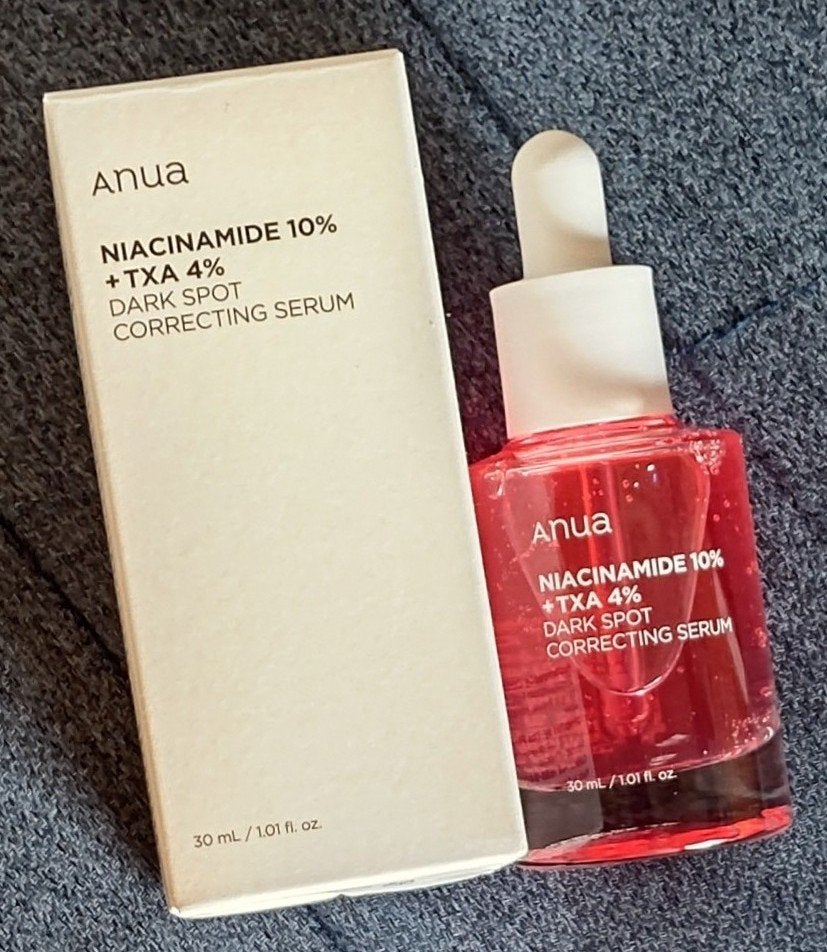 Anua
NIACINAMIDE 10%
+TXA 4%
DARK SPOT
CORRECTING SERUM
30 mL / 1.01 fl. oz.
Anua
NIACINAMIDE 10%
+TXA 4%
DARK SPOT
CORRECTING SERUM
30 mL / 1.01 fl. oz.